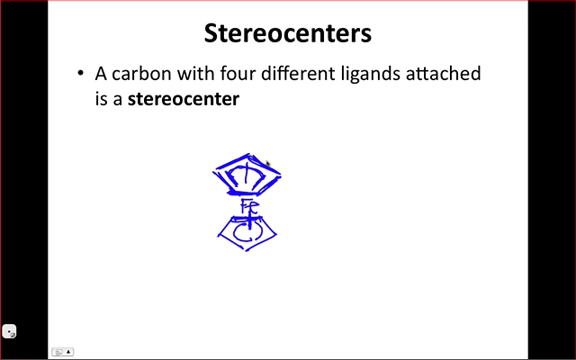 Stereocenters
• A carbon with four different ligands attached
is a stereocenter
Fe